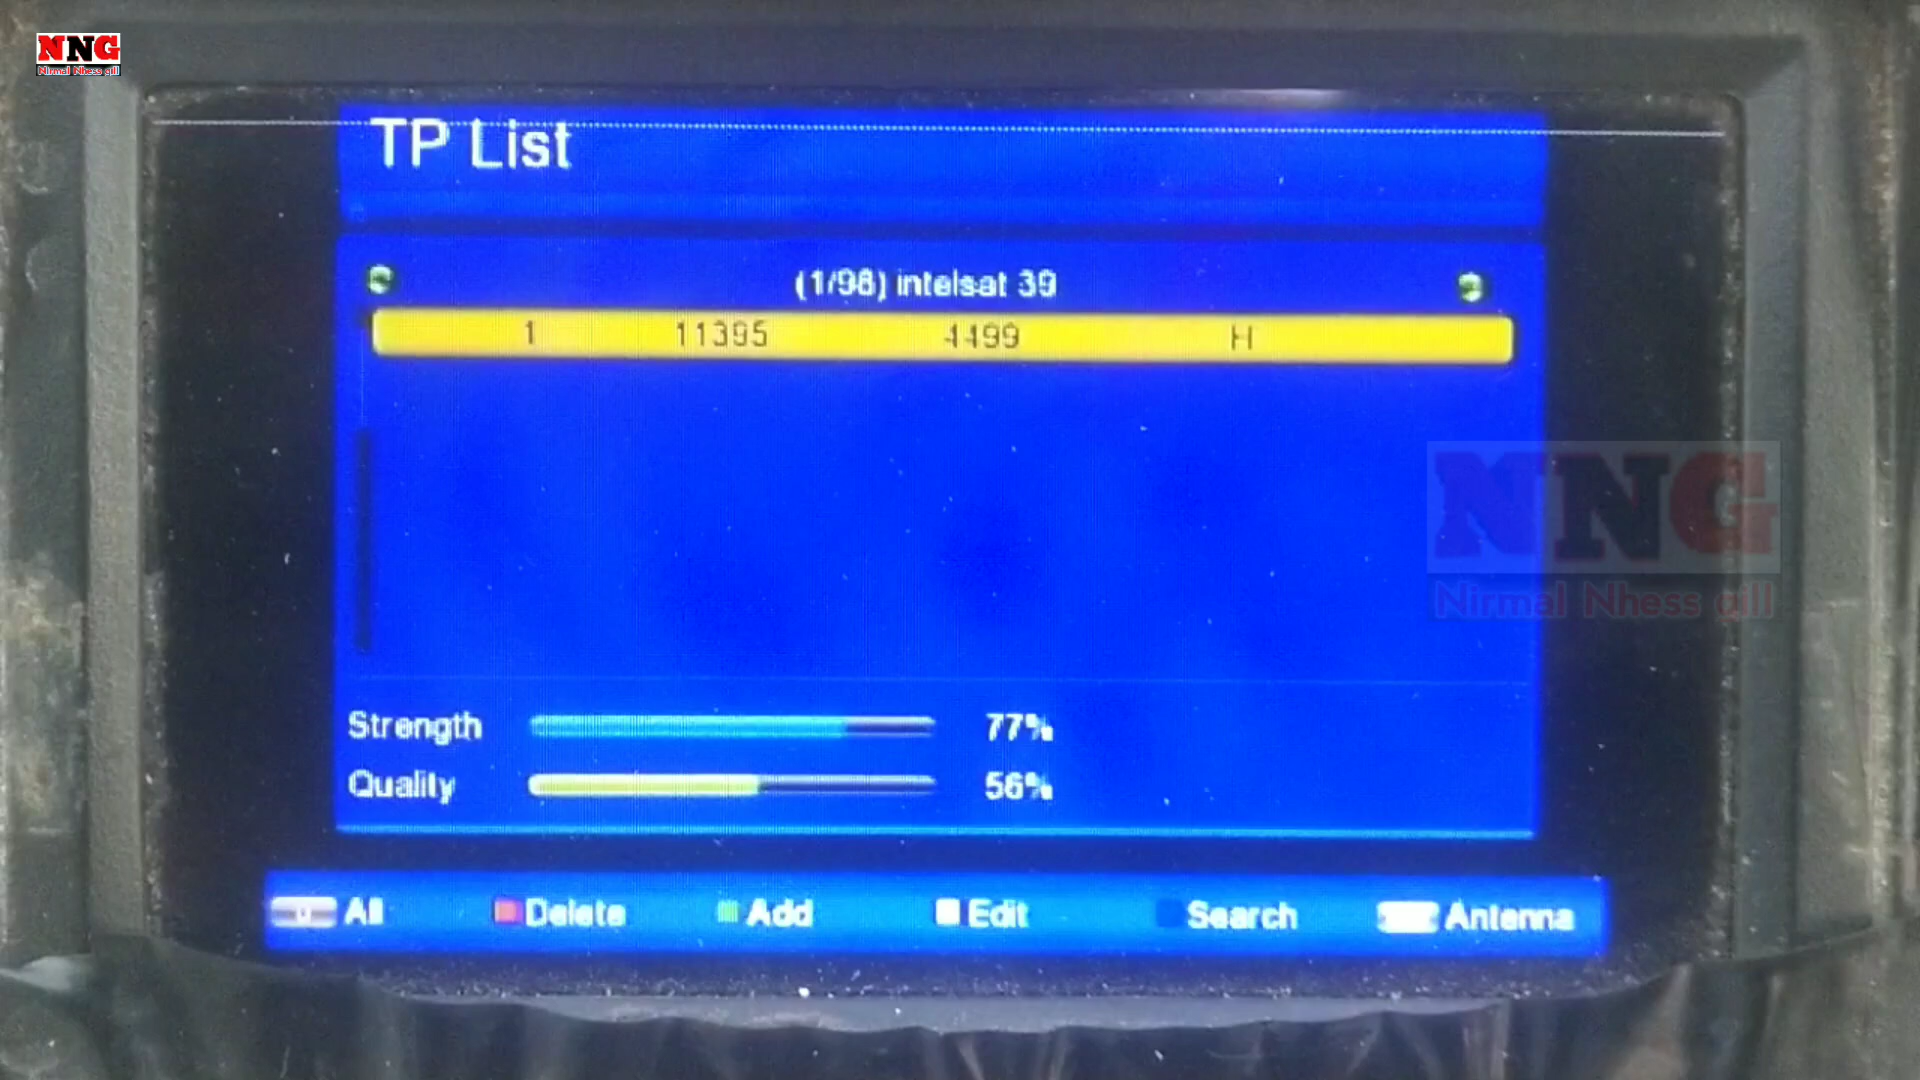 NNG
Nirmal Nhess gill
TP List
(1/98) intelsat 39
1 11395 4499 H
NNG
Nirmal Nhess gill
Strength 77%
Quality 56%
0 All Delete Add Edit Search Antenna